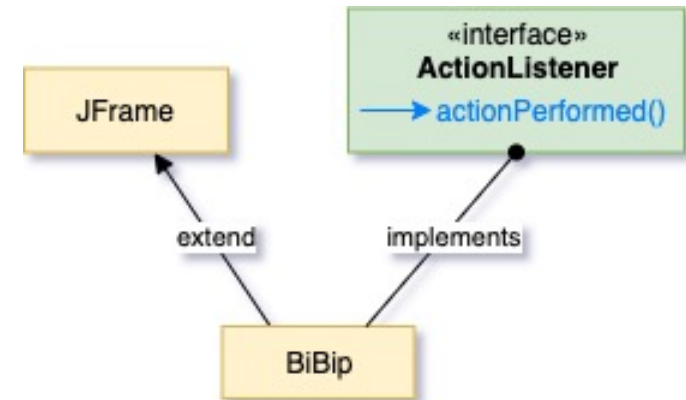 «interface»
ActionListener
JFrame
actionPerformed()
extend
implements
BiBip